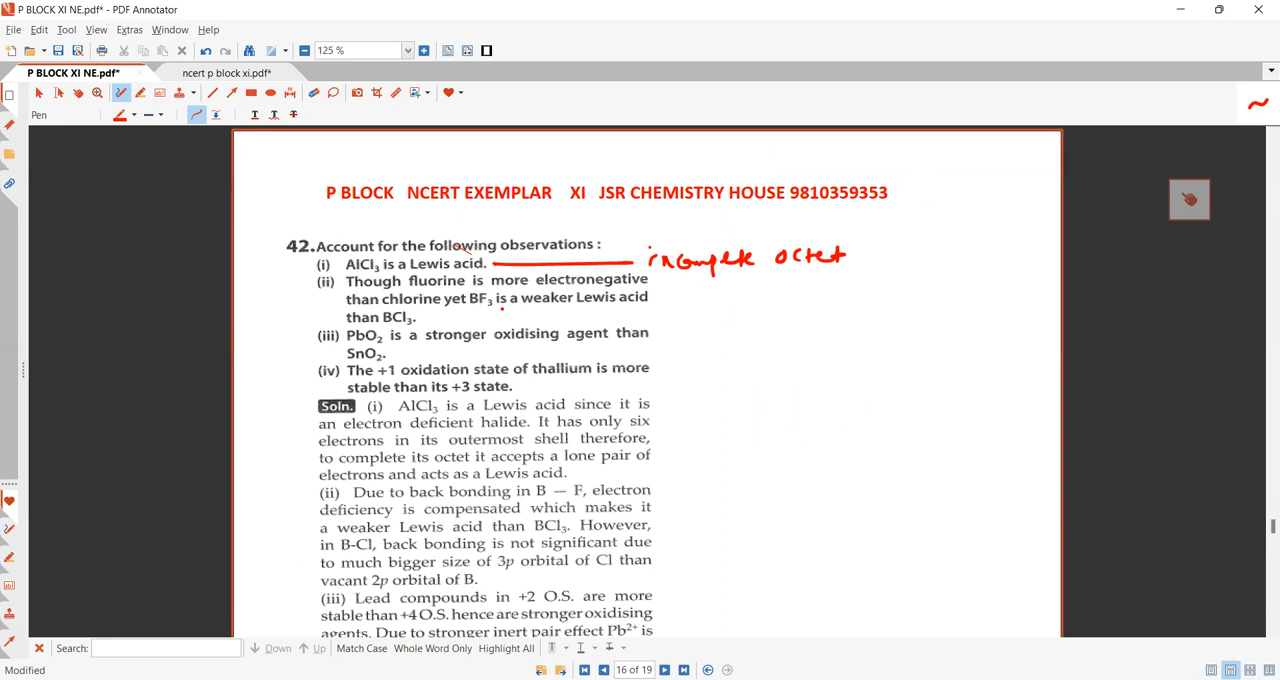 P BLOCK XI NE.pdf* - PDF Annotator
File Edit Tool View Extras Window Help
125 %
P BLOCK XI NE.pdf* ncert p block xi.pdf*
Pen
P BLOCK NCERT EXEMPLAR XI JSR CHEMISTRY HOUSE 9810359353
42. Account for the following observations :
(i) AlCl₃ is a Lewis acid. incomplete octet
(ii) Though fluorine is more electronegative
than chlorine yet BF₃ is a weaker Lewis acid
than BCl₃.
(iii) PbO₂ is a stronger oxidising agent than
SnO₂.
(iv) The +1 oxidation state of thallium is more
stable than its +3 state.
Soln. (i) AlCl₃ is a Lewis acid since it is
an electron deficient halide. It has only six
electrons in its outermost shell therefore,
to complete its octet it accepts a lone pair of
electrons and acts as a Lewis acid.
(ii) Due to back bonding in B — F, electron
deficiency is compensated which makes it
a weaker Lewis acid than BCl₃. However,
in B-Cl, back bonding is not significant due
to much bigger size of 3p orbital of Cl than
vacant 2p orbital of B.
(iii) Lead compounds in +2 O.S. are more
stable than +4 O.S. hence are stronger oxidising
agents. Due to stronger inert pair effect Pb²⁺ is
Search: Down Up Match Case Whole Word Only Highlight All
Modified 16 of 19